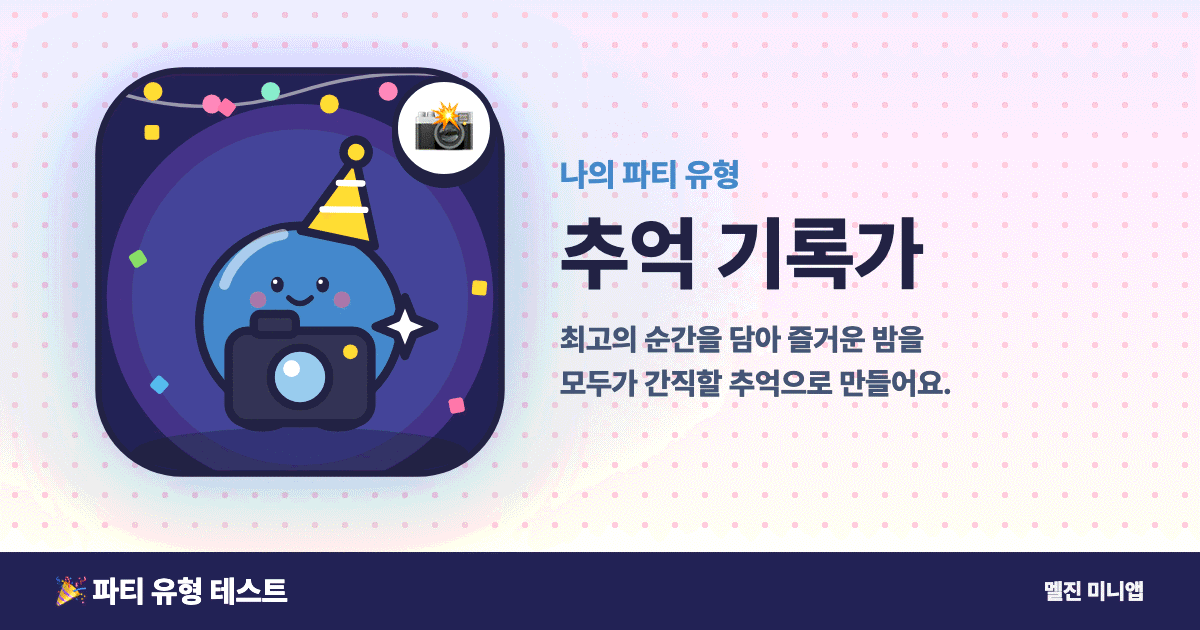 나의 파티 유형
추억 기록가
최고의 순간을 담아 즐거운 밤을
모두가 간직할 추억으로 만들어요.
🎉 파티 유형 테스트
멜진 미니앱